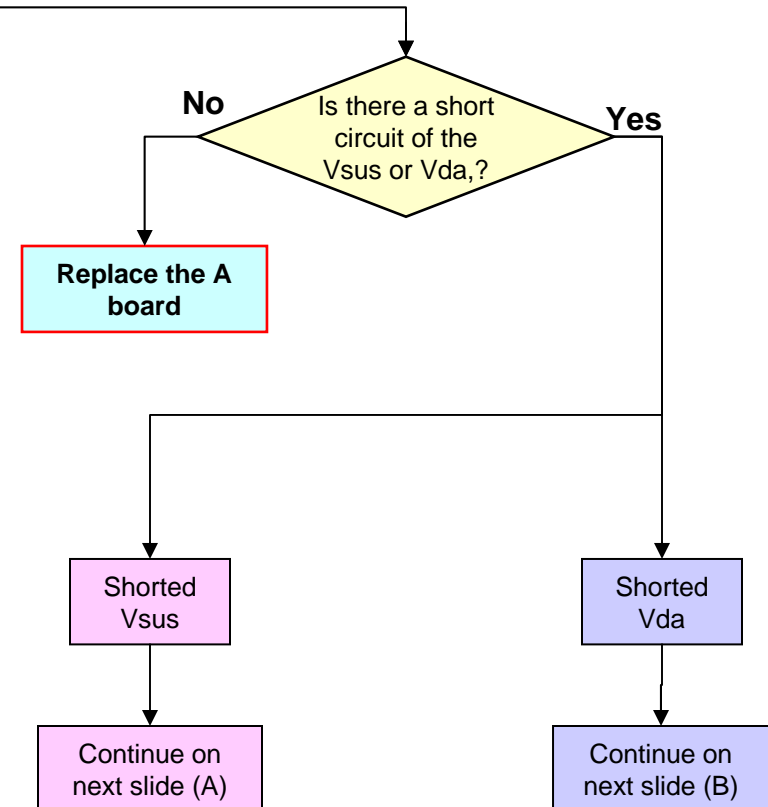 No
Is there a short
circuit of the
Vsus or Vda,?
Yes
Replace the A
board
Shorted
Vsus
Shorted
Vda
Continue on
next slide (A)
Continue on
next slide (B)